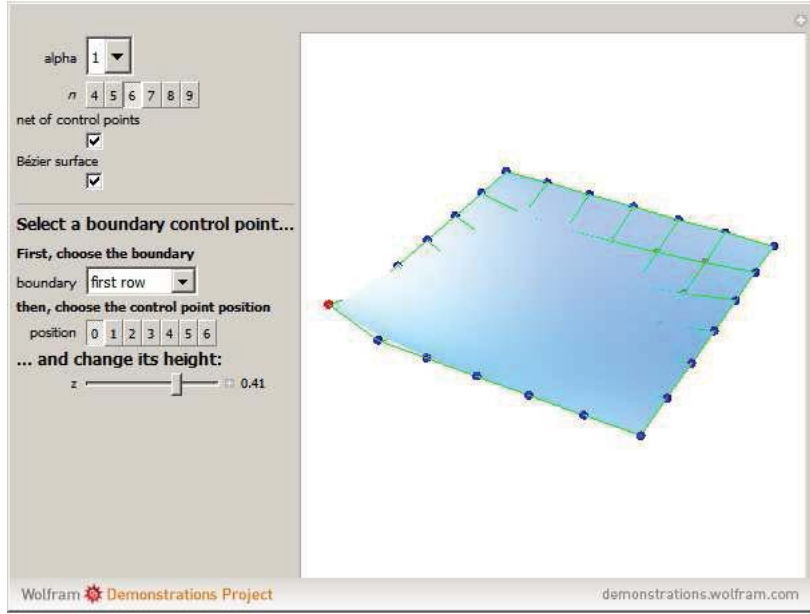 alpha 1
n 4 5 6 7 8 9
net of control points
Bézier surface
Select a boundary control point...
First, choose the boundary
boundary first row
then, choose the control point position
position 0 1 2 3 4 5 6
... and change its height:
z 0.41
Wolfram Demonstrations Project
demonstrations.wolfram.com